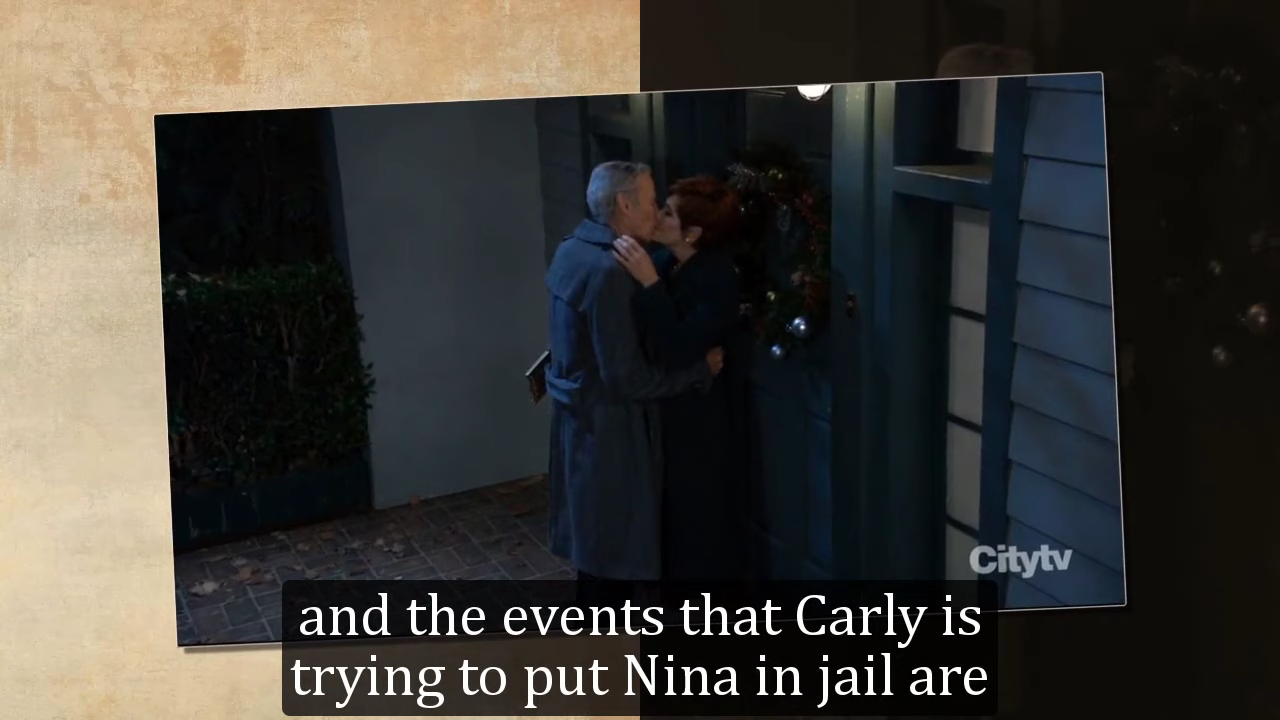 Citytv
and the events that Carly is
trying to put Nina in jail are